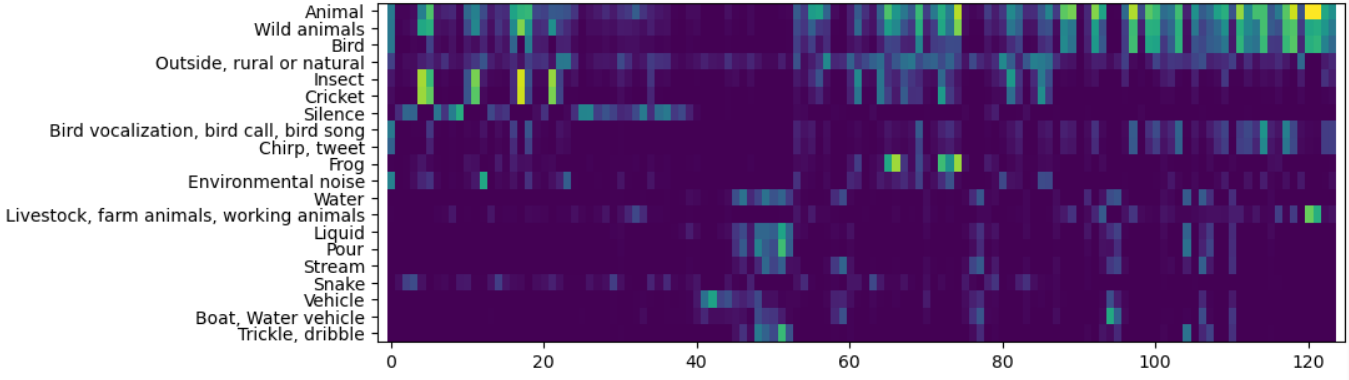 Animal
Wild animals
Bird
Outside, rural or natural
Insect
Cricket
Silence
Bird vocalization, bird call, bird song
Chirp, tweet
Frog
Environmental noise
Water
Livestock, farm animals, working animals
Liquid
Pour
Stream
Snake
Vehicle
Boat, Water vehicle
Trickle, dribble
0 20 40 60 80 100 120